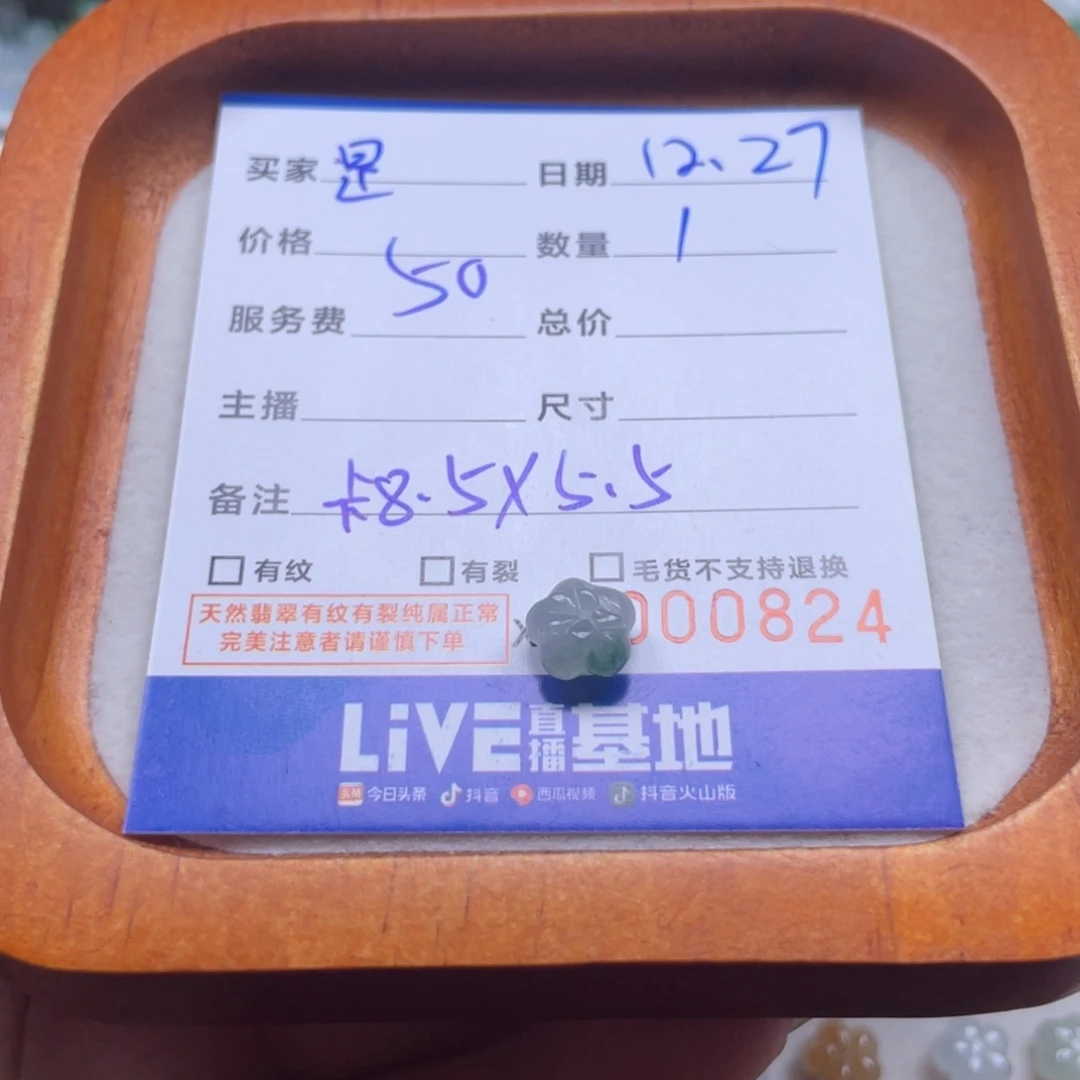 买家 是 日期 12.27
价格 50 数量 1
服务费 总价
主播 尺寸
备注 卡8.5X5.5
有纹 有裂 毛货不支持退换
天然翡翠有纹有裂纯属正常
完美注意者请谨慎下单
000824
LiVE直播基地
头条 今日头条 抖音 西瓜视频 抖音火山版